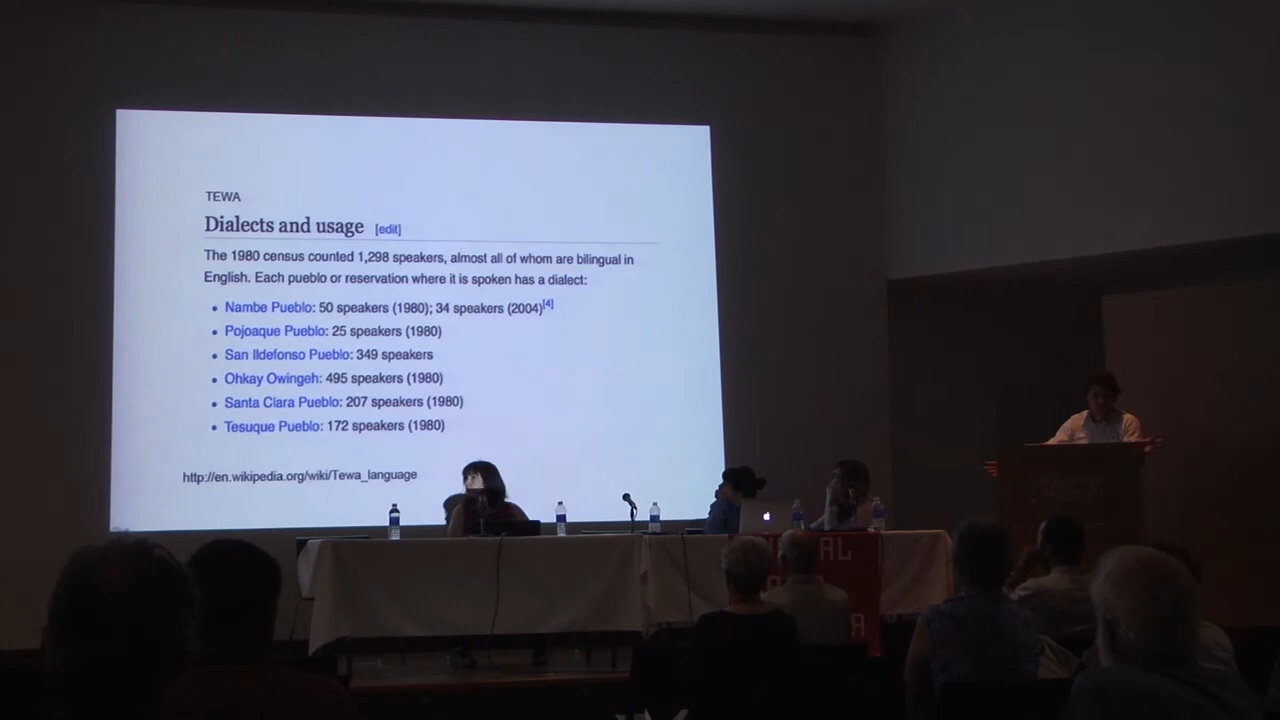 TEWA
Dialects and usage [edit]
The 1980 census counted 1,298 speakers, almost all of whom are bilingual in
English. Each pueblo or reservation where it is spoken has a dialect:
• Nambe Pueblo: 50 speakers (1980); 34 speakers (2004)[4]
• Pojoaque Pueblo: 25 speakers (1980)
• San Ildefonso Pueblo: 349 speakers
• Ohkay Owingeh: 495 speakers (1980)
• Santa Clara Pueblo: 207 speakers (1980)
• Tesuque Pueblo: 172 speakers (1980)
http://en.wikipedia.org/wiki/Tewa_language